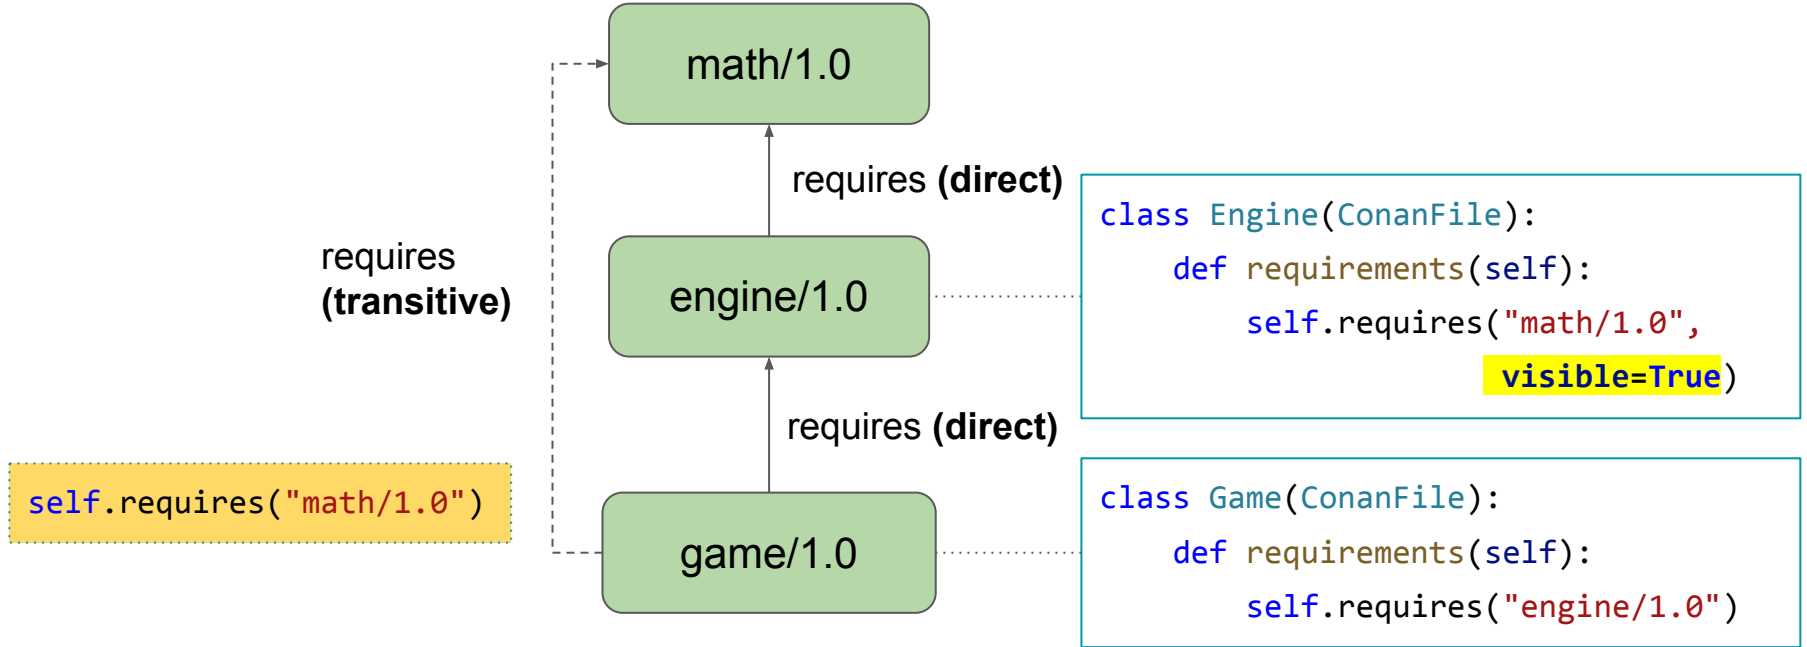 math/1.0
requires (direct)
class Engine(ConanFile):
def requirements(self):
self.requires("math/1.0",
visible=True)
requires
(transitive)
engine/1.0
requires (direct)
self.requires("math/1.0")
game/1.0
class Game(ConanFile):
def requirements(self):
self.requires("engine/1.0")